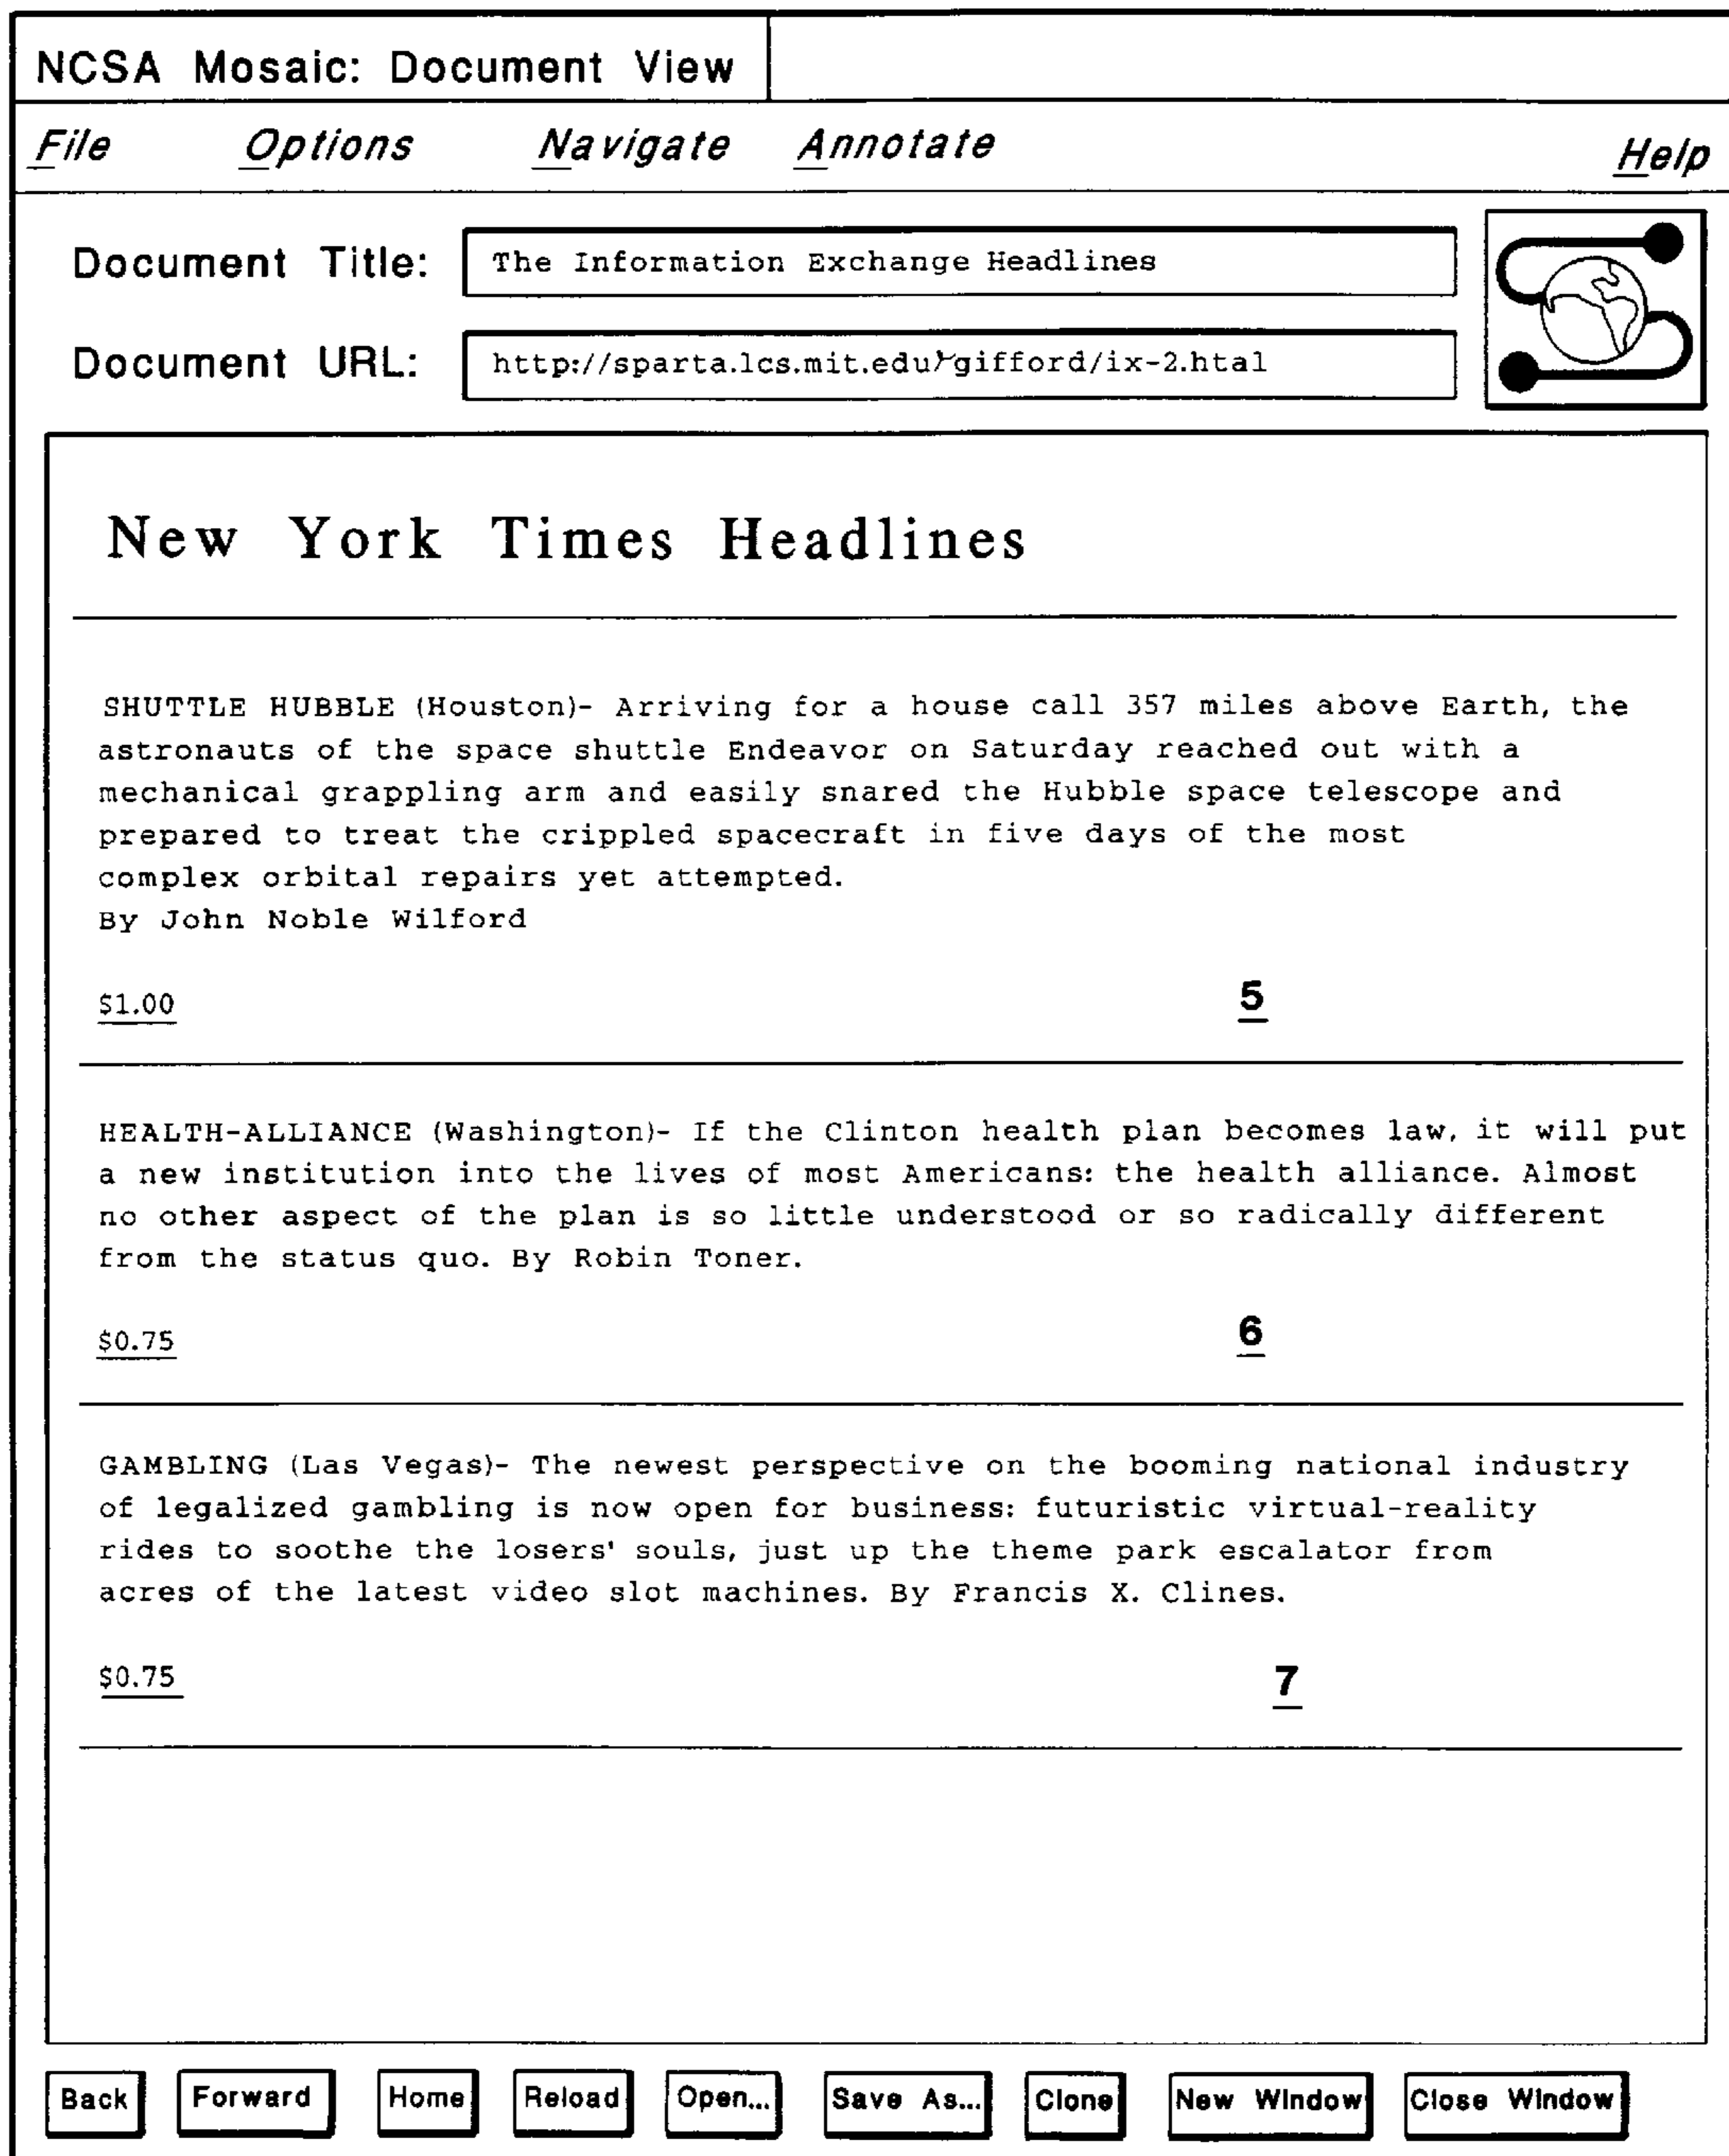 NCSA Mosaic: Document View
File Options Navigate Annotate Help
Document Title: The Information Exchange Headlines
Document URL: http://sparta.lcs.mit.edu/~gifford/ix-2.htal
New York Times Headlines
SHUTTLE HUBBLE (Houston)- Arriving for a house call 357 miles above Earth, the
astronauts of the space shuttle Endeavor on Saturday reached out with a
mechanical grappling arm and easily snared the Hubble space telescope and
prepared to treat the crippled spacecraft in five days of the most
complex orbital repairs yet attempted.
By John Noble Wilford
$1.00 5
HEALTH-ALLIANCE (Washington)- If the Clinton health plan becomes law, it will put
a new institution into the lives of most Americans: the health alliance. Almost
no other aspect of the plan is so little understood or so radically different
from the status quo. By Robin Toner.
$0.75 6
GAMBLING (Las Vegas)- The newest perspective on the booming national industry
of legalized gambling is now open for business: futuristic virtual-reality
rides to soothe the losers' souls, just up the theme park escalator from
acres of the latest video slot machines. By Francis X. Clines.
$0.75 7
Back Forward Home Reload Open... Save As... Clone New Window Close Window